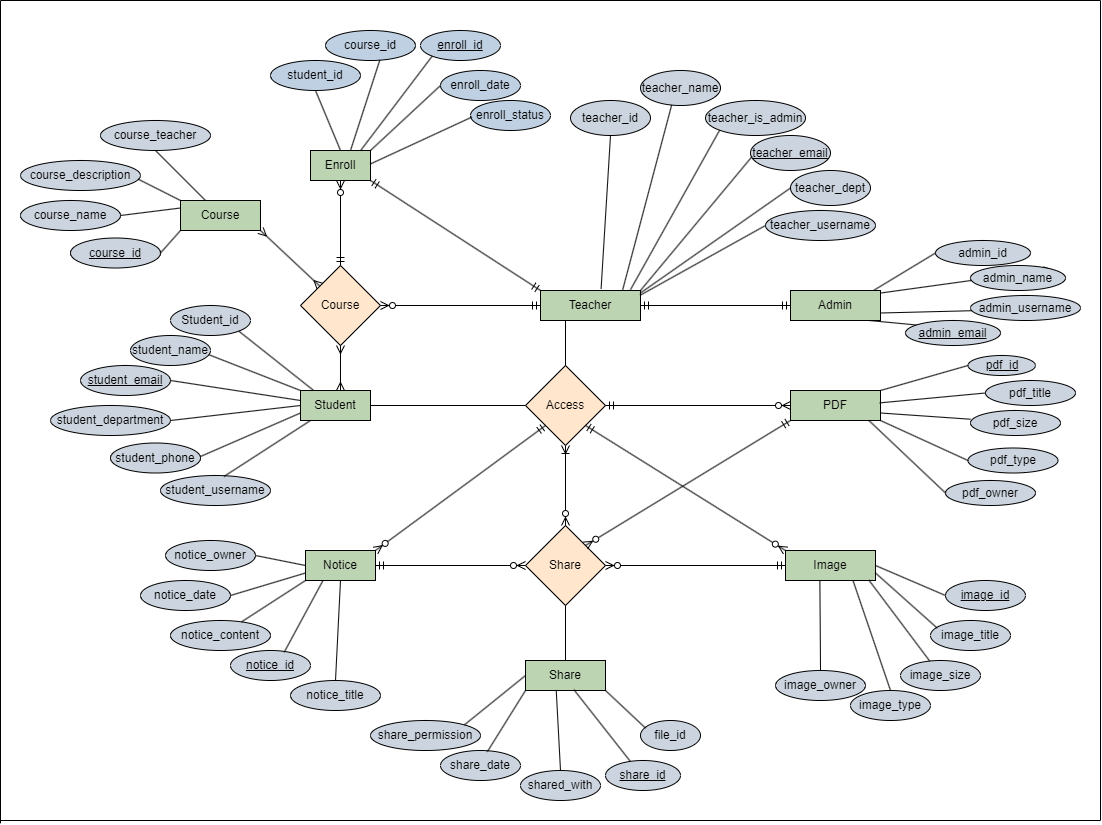 course_id
enroll_id
student_id
enroll_date
enroll_status
teacher_name
teacher_id
teacher_is_admin
teacher_email
teacher_dept
teacher_username
course_teacher
course_description
course_name
course_id
Enroll
Course
admin_id
admin_name
admin_username
admin_email
Course
Teacher
Admin
Student_id
student_name
student_email
student_department
student_phone
student_username
Student
Access
PDF
pdf_id
pdf_title
pdf_size
pdf_type
pdf_owner
notice_owner
notice_date
notice_content
notice_id
notice_title
Notice
Share
Image
image_id
image_title
image_size
image_owner
image_type
Share
share_permission
share_date
shared_with
share_id
file_id